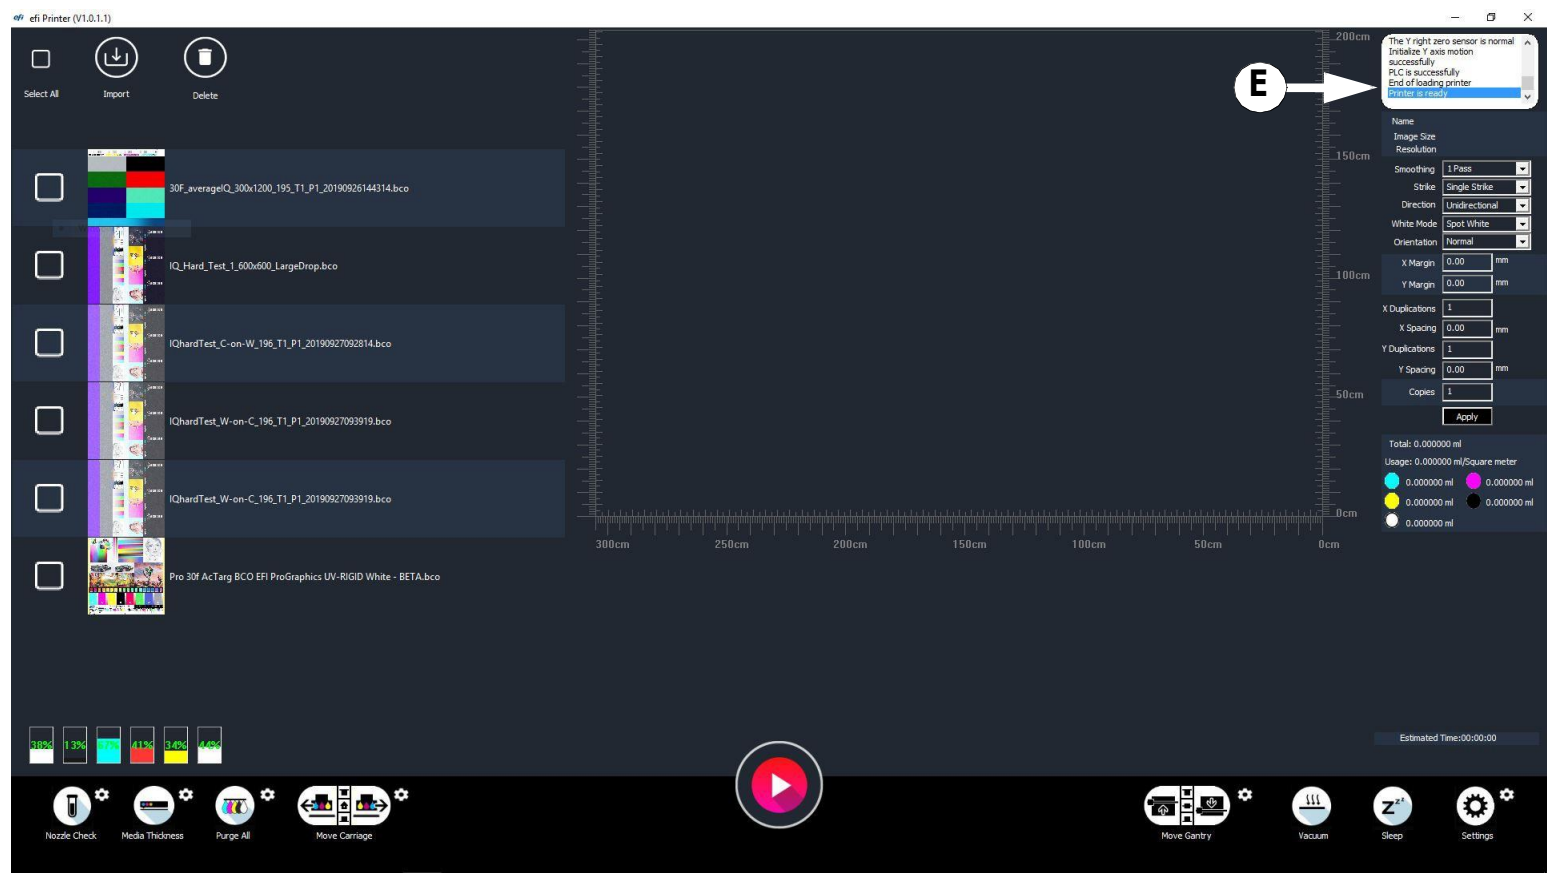 efi efi Printer (V1.0.1.1)
Select All
Import
Delete
30F_averageIQ_300x1200_195_T1_P1_20190926144314.bco
IQ_Hard_Test_1_600x600_LargeDrop.bco
IQhardTest_C-on-W_196_T1_P1_20190927092814.bco
IQhardTest_W-on-C_196_T1_P1_20190927093919.bco
IQhardTest_W-on-C_196_T1_P1_20190927093919.bco
Pro 30f AcTarg BCO EFI ProGraphics UV-RIGID White - BETA.bco
200cm
150cm
100cm
50cm
0cm
300cm 250cm 200cm 150cm 100cm 50cm 0cm
E
The Y right zero sensor is normal
Initialize Y axis motion
successfully
PLC is successfully
End of loading printer
Printer is ready
Name
Image Size
Resolution
Smoothing 1 Pass
Strike Single Strike
Direction Unidirectional
White Mode Spot White
Orientation Normal
X Margin 0.00 mm
Y Margin 0.00 mm
X Duplications 1
X Spacing 0.00 mm
Y Duplications 1
Y Spacing 0.00 mm
Copies 1
Apply
Total: 0.000000 ml
Usage: 0.000000 ml/Square meter
0.000000 ml 0.000000 ml
0.000000 ml 0.000000 ml
0.000000 ml
Estimated Time:00:00:00
38% 13% 67% 41% 34% 44%
Nozzle Check
Media Thickness
Purge All
Move Carriage
Move Gantry
Vacuum
Sleep
Settings